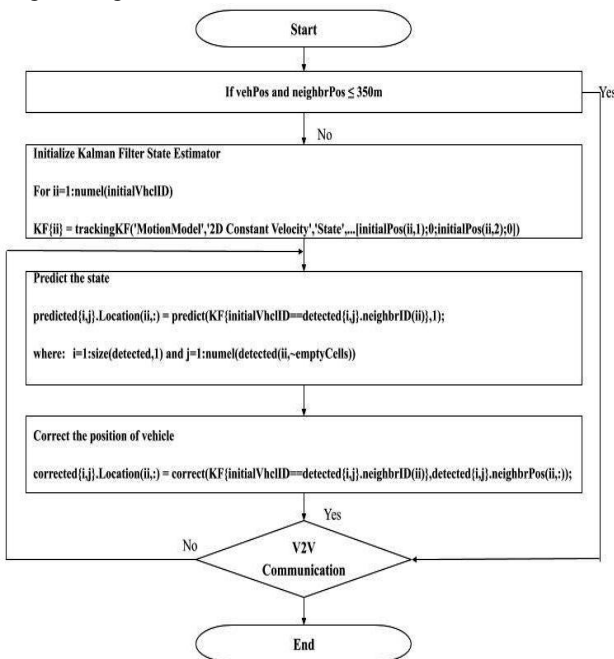 Start
If vehPos and neighbrPos ≤ 350m
Yes
No
Initialize Kalman Filter State Estimator
For ii=1:numel(initialVhclID)
KF{ii} = trackingKF('MotionModel','2D Constant Velocity','State',...[initialPos(ii,1);0;initialPos(ii,2);0])
Predict the state
predicted{i,j}.Location(ii,:) = predict(KF{initialVhclID==detected{i,j}.neighbrID(ii)},1);
where: i=1:size(detected,1) and j=1:numel(detected(ii,~emptyCells))
Correct the position of vehicle
corrected{i,j}.Location(ii,:) = correct(KF{initialVhclID==detected{i,j}.neighbrID(ii)},detected{i,j}.neighbrPos(ii,:));
Yes
No
V2V
Communication
End